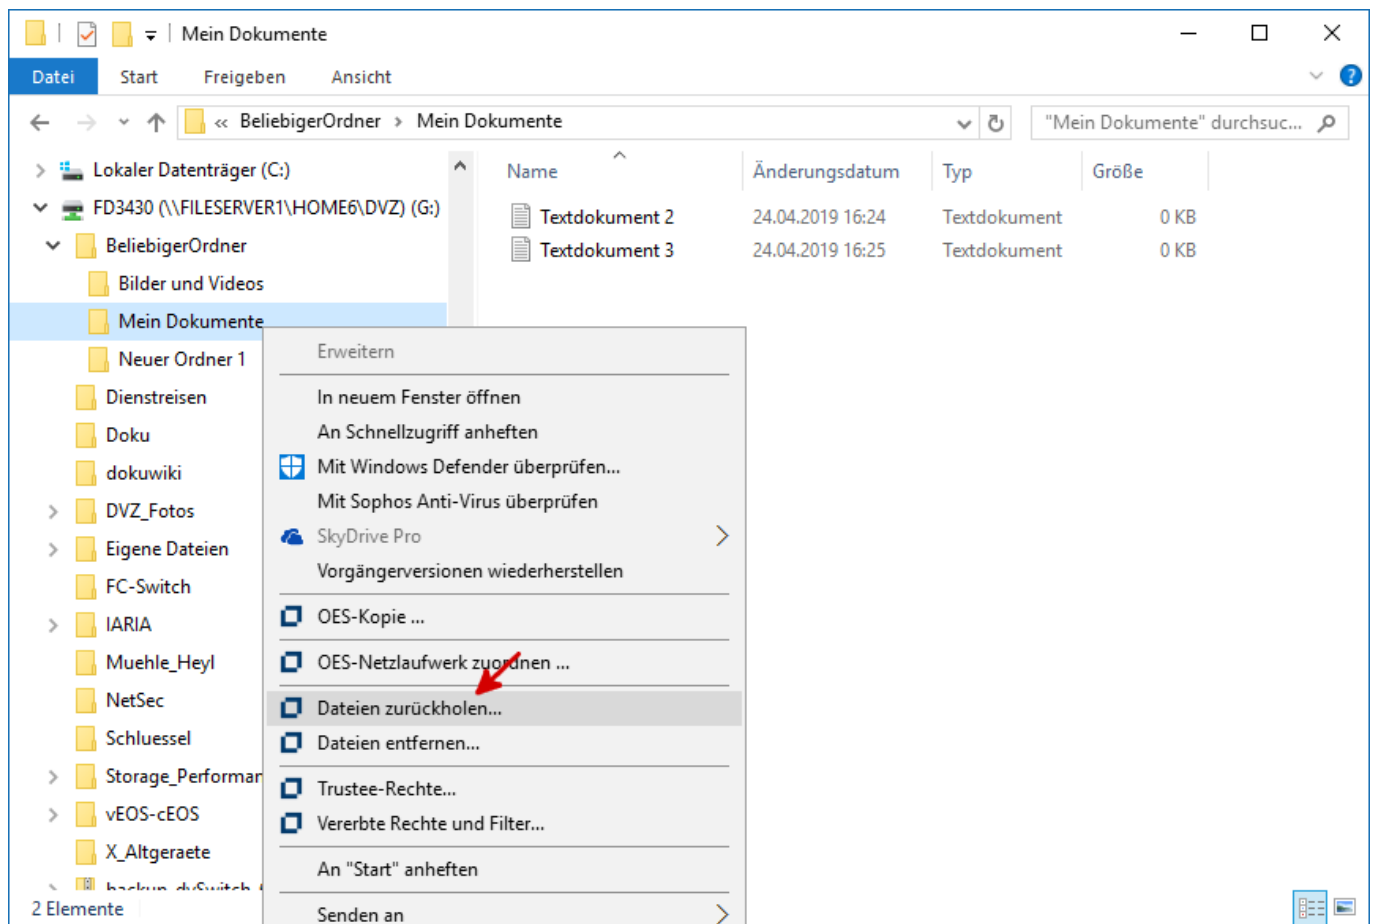 Mein Dokumente
Datei Start Freigeben Ansicht
« BeliebigerOrdner > Mein Dokumente
"Mein Dokumente" durchsuc...
Lokaler Datenträger (C:)
FD3430 (\\FILESERVER1\HOME6\DVZ) (G:)
BeliebigerOrdner
Bilder und Videos
Mein Dokumente
Neuer Ordner 1
Dienstreisen
Doku
dokuwiki
DVZ_Fotos
Eigene Dateien
FC-Switch
IARIA
Muehle_Heyl
NetSec
Schluessel
Storage_Performan
vEOS-cEOS
X_Altgeraete
backup_dvSwitch
Name Änderungsdatum Typ Größe
Textdokument 2 24.04.2019 16:24 Textdokument 0 KB
Textdokument 3 24.04.2019 16:25 Textdokument 0 KB
Erweitern
In neuem Fenster öffnen
An Schnellzugriff anheften
Mit Windows Defender überprüfen...
Mit Sophos Anti-Virus überprüfen
SkyDrive Pro
Vorgängerversionen wiederherstellen
OES-Kopie ...
OES-Netzlaufwerk zuordnen ...
Dateien zurückholen...
Dateien entfernen...
Trustee-Rechte...
Vererbte Rechte und Filter...
An "Start" anheften
Senden an
2 Elemente